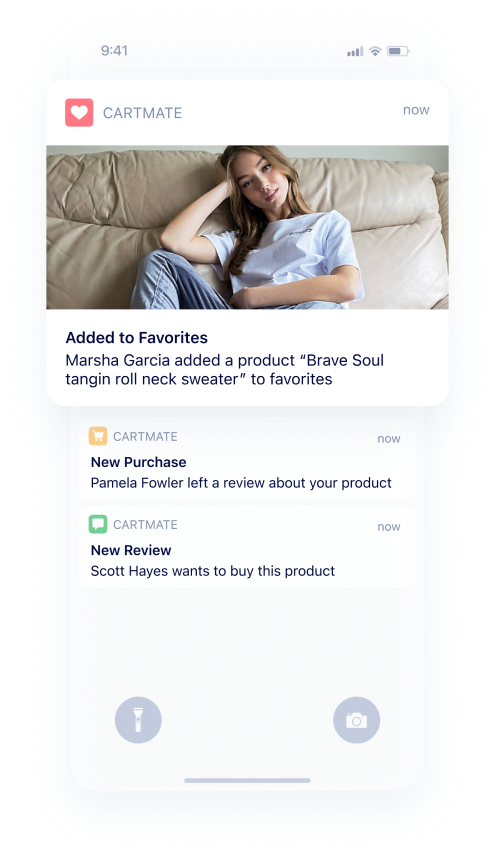 9:41
CARTMATE
now
Added to Favorites
Marsha Garcia added a product “Brave Soul
tangin roll neck sweater” to favorites
CARTMATE
now
New Purchase
Pamela Fowler left a review about your product
CARTMATE
now
New Review
Scott Hayes wants to buy this product